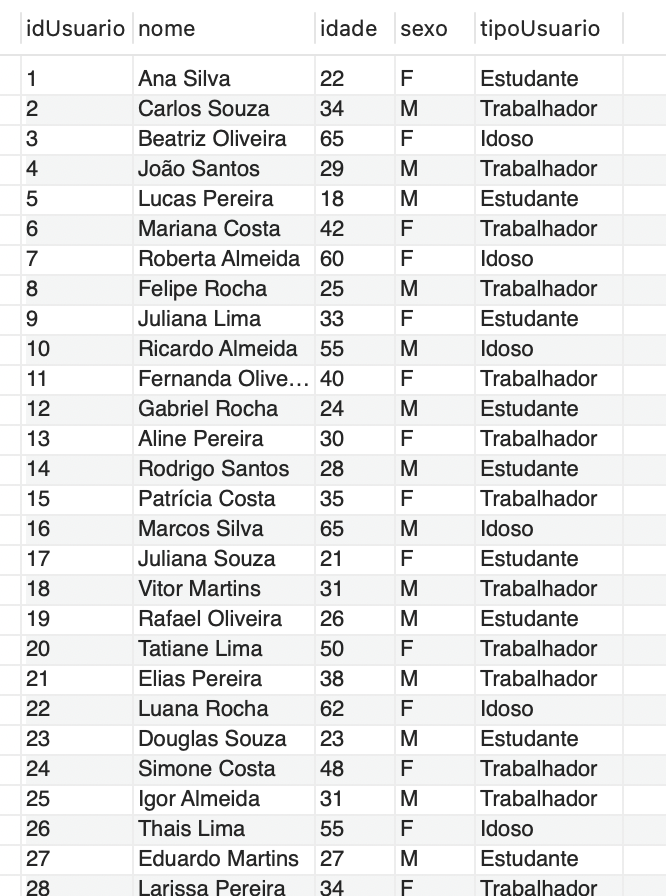 idUsuario nome idade sexo tipoUsuario
1 Ana Silva 22 F Estudante
2 Carlos Souza 34 M Trabalhador
3 Beatriz Oliveira 65 F Idoso
4 João Santos 29 M Trabalhador
5 Lucas Pereira 18 M Estudante
6 Mariana Costa 42 F Trabalhador
7 Roberta Almeida 60 F Idoso
8 Felipe Rocha 25 M Trabalhador
9 Juliana Lima 33 F Estudante
10 Ricardo Almeida 55 M Idoso
11 Fernanda Olive... 40 F Trabalhador
12 Gabriel Rocha 24 M Estudante
13 Aline Pereira 30 F Trabalhador
14 Rodrigo Santos 28 M Estudante
15 Patrícia Costa 35 F Trabalhador
16 Marcos Silva 65 M Idoso
17 Juliana Souza 21 F Estudante
18 Vitor Martins 31 M Trabalhador
19 Rafael Oliveira 26 M Estudante
20 Tatiane Lima 50 F Trabalhador
21 Elias Pereira 38 M Trabalhador
22 Luana Rocha 62 F Idoso
23 Douglas Souza 23 M Estudante
24 Simone Costa 48 F Trabalhador
25 Igor Almeida 31 M Trabalhador
26 Thais Lima 55 F Idoso
27 Eduardo Martins 27 M Estudante
28 Larissa Pereira 34 F Trabalhador